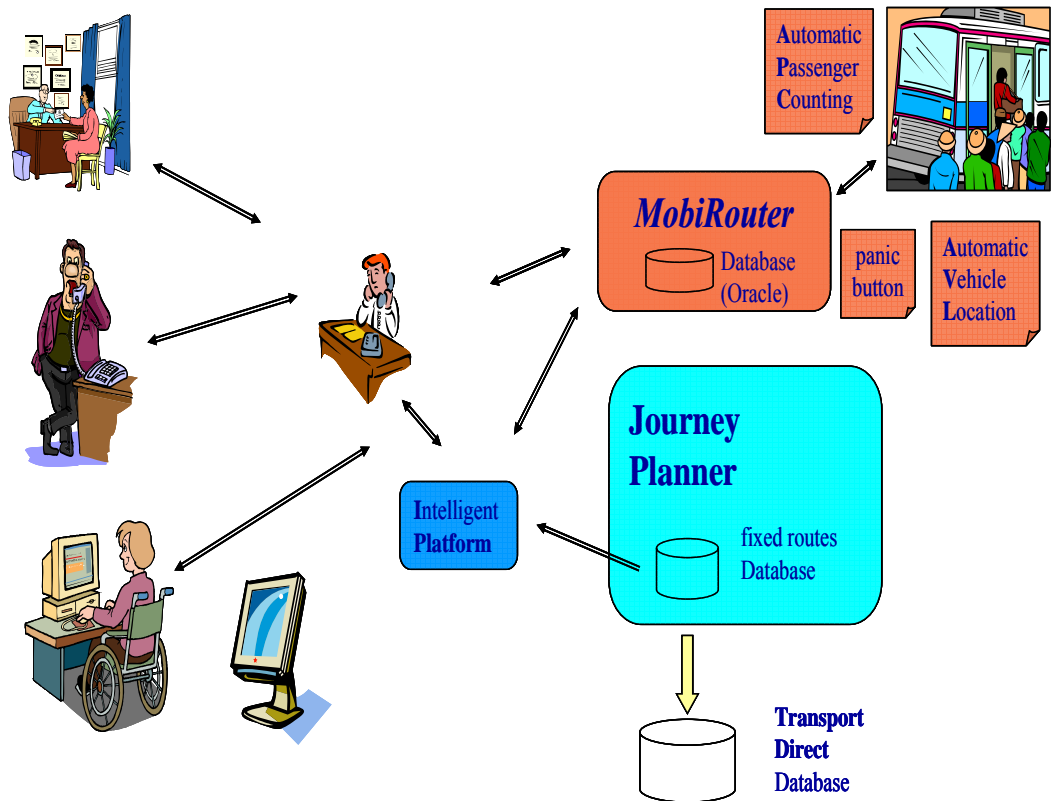 Automatic
Passenger
Counting
MobiRouter
Database
(Oracle)
panic
button
Automatic
Vehicle
Location
Journey
Planner
fixed routes
Database
Intelligent
Platform
Transport
Direct
Database